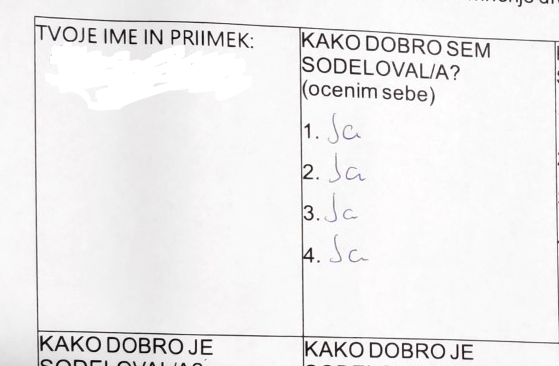 TVOJE IME IN PRIIMEK:
KAKO DOBRO SEM
SODELOVAL/A?
(ocenim sebe)
1. Ja
2. Ja
3. Ja
4. Ja
KAKO DOBRO JE
KAKO DOBRO JE